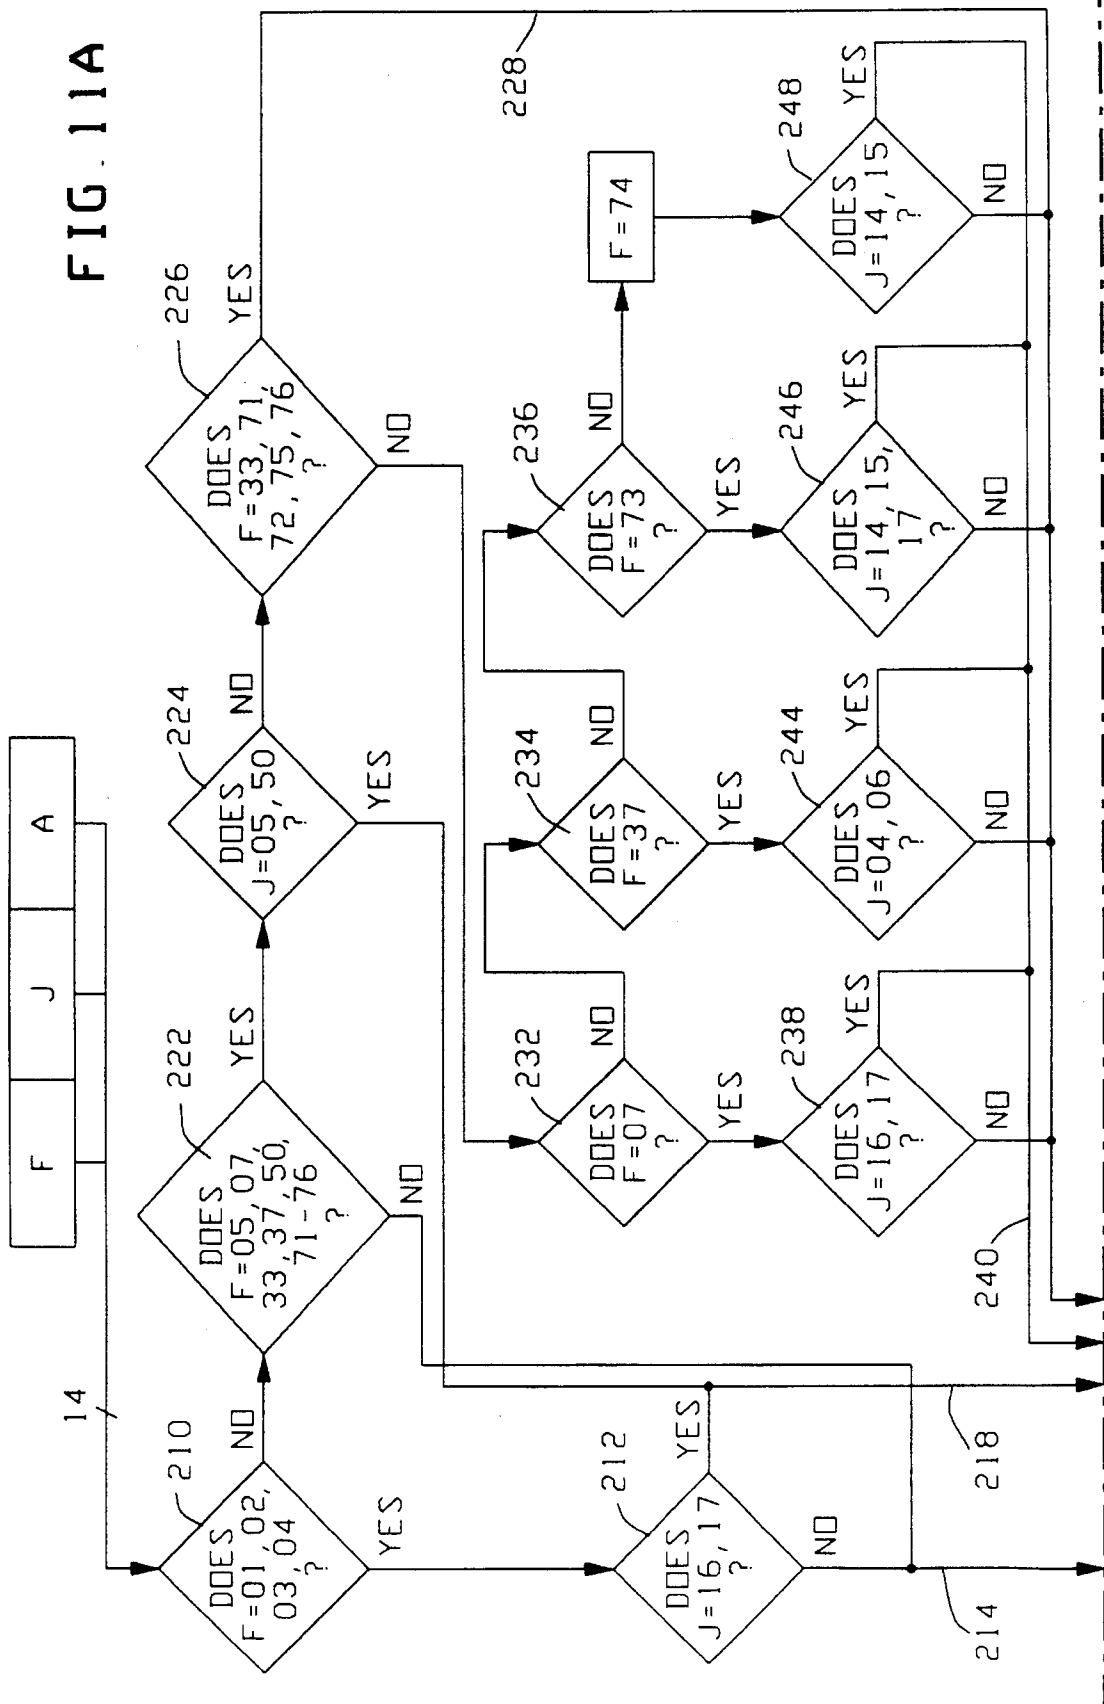 FIG. 11A
F
J
A
14
210
DOES
F=01,02,
03,04
?
NO
YES
222
DOES
F=05,07,
33,37,50,
71-76
?
YES
NO
224
DOES
J=05,50
?
NO
YES
226
DOES
F=33,71,
72,75,76
?
YES
NO
228
212
DOES
J=16,17
?
YES
NO
232
DOES
F=07
?
NO
YES
234
DOES
F=37
?
NO
YES
236
DOES
F=73
?
NO
YES
F=74
238
DOES
J=16,17
?
YES
NO
244
DOES
J=04,06
?
YES
NO
246
DOES
J=14,15,
17
?
YES
NO
248
DOES
J=14,15
?
YES
NO
214
218
240